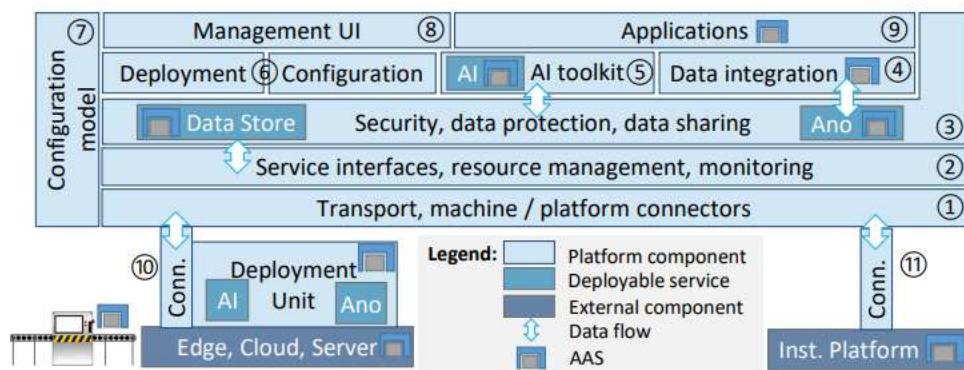 ⑦ Management UI ⑧ Applications ⑨
Configuration model
Deployment ⑥ Configuration AI AI toolkit ⑤ Data integration ④
Data Store Security, data protection, data sharing Ano ③
Service interfaces, resource management, monitoring ②
Transport, machine / platform connectors ①
⑩ Conn. Deployment Unit AI Ano
Edge, Cloud, Server
Legend: Platform component
Deployable service
External component
Data flow
AAS
Conn. ⑪
Inst. Platform